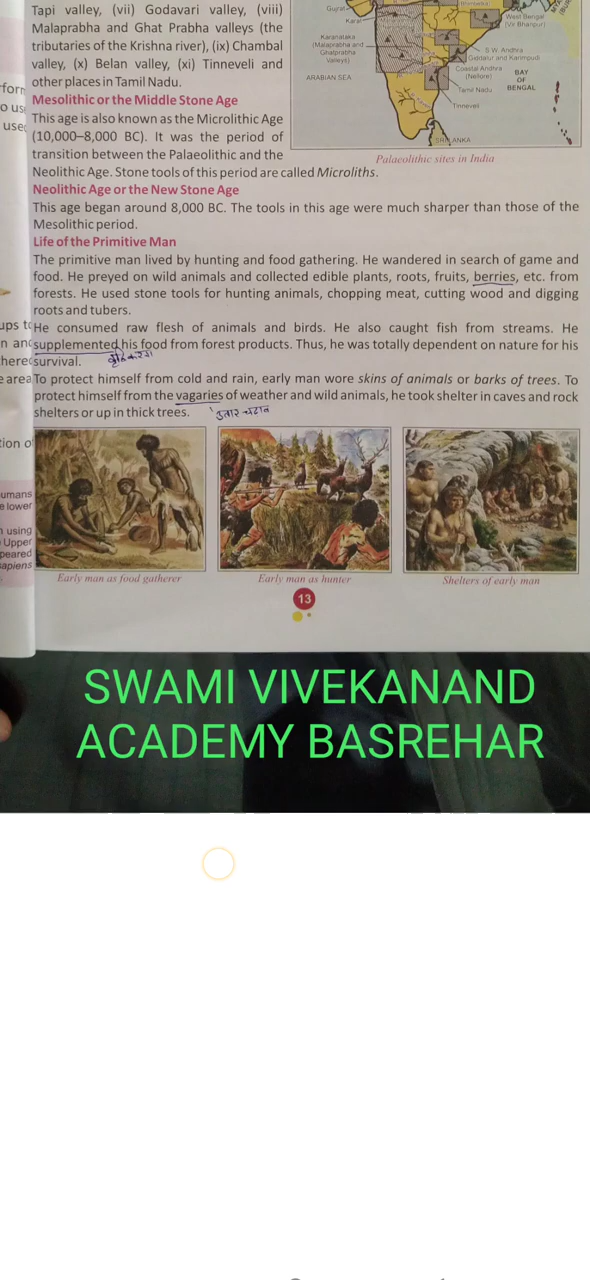 Tapi valley, (vii) Godavari valley, (viii)
Malaprabha and Ghat Prabha valleys (the
tributaries of the Krishna river), (ix) Chambal
valley, (x) Belan valley, (xi) Tinneveli and
other places in Tamil Nadu.
Mesolithic or the Middle Stone Age
This age is also known as the Microlithic Age
(10,000–8,000 BC). It was the period of
transition between the Palaeolithic and the
Neolithic Age. Stone tools of this period are called Microliths.
Gujrat
Karal
Karanataka
(Malaprabha and
Ghatprabha
Valleys)
ARABIAN SEA
West Bengal
(Vir Bhanpur)
S.W. Andhra
Giddalur and Karimpudi
Coastal Andhra
(Nellore)
BAY
OF
BENGAL
Tamil Nadu
Tinneveli
SRI LANKA
Palaeolithic sites in India
Neolithic Age or the New Stone Age
This age began around 8,000 BC. The tools in this age were much sharper than those of the
Mesolithic period.
Life of the Primitive Man
The primitive man lived by hunting and food gathering. He wandered in search of game and
food. He preyed on wild animals and collected edible plants, roots, fruits, berries, etc. from
forests. He used stone tools for hunting animals, chopping meat, cutting wood and digging
roots and tubers.
He consumed raw flesh of animals and birds. He also caught fish from streams. He
supplemented his food from forest products. Thus, he was totally dependent on nature for his
survival.
To protect himself from cold and rain, early man wore skins of animals or barks of trees. To
protect himself from the vagaries of weather and wild animals, he took shelter in caves and rock
shelters or up in thick trees.
उतार चढाव
Early man as food gatherer
Early man as hunter
Shelters of early man
13
umans
e lower
using
Upper
peared
sapiens
SWAMI VIVEKANAND
ACADEMY BASREHAR